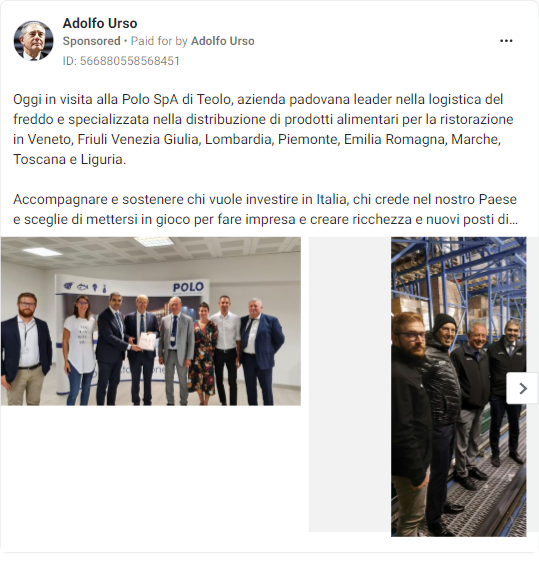 Adolfo Urso
Sponsored • Paid for by Adolfo Urso
ID: 566880558568451
Oggi in visita alla Polo SpA di Teolo, azienda padovana leader nella logistica del
freddo e specializzata nella distribuzione di prodotti alimentari per la ristorazione
in Veneto, Friuli Venezia Giulia, Lombardia, Piemonte, Emilia Romagna, Marche,
Toscana e Liguria.
Accompagnare e sostenere chi vuole investire in Italia, chi crede nel nostro Paese
e sceglie di mettersi in gioco per fare impresa e creare ricchezza e nuovi posti di...
POLO